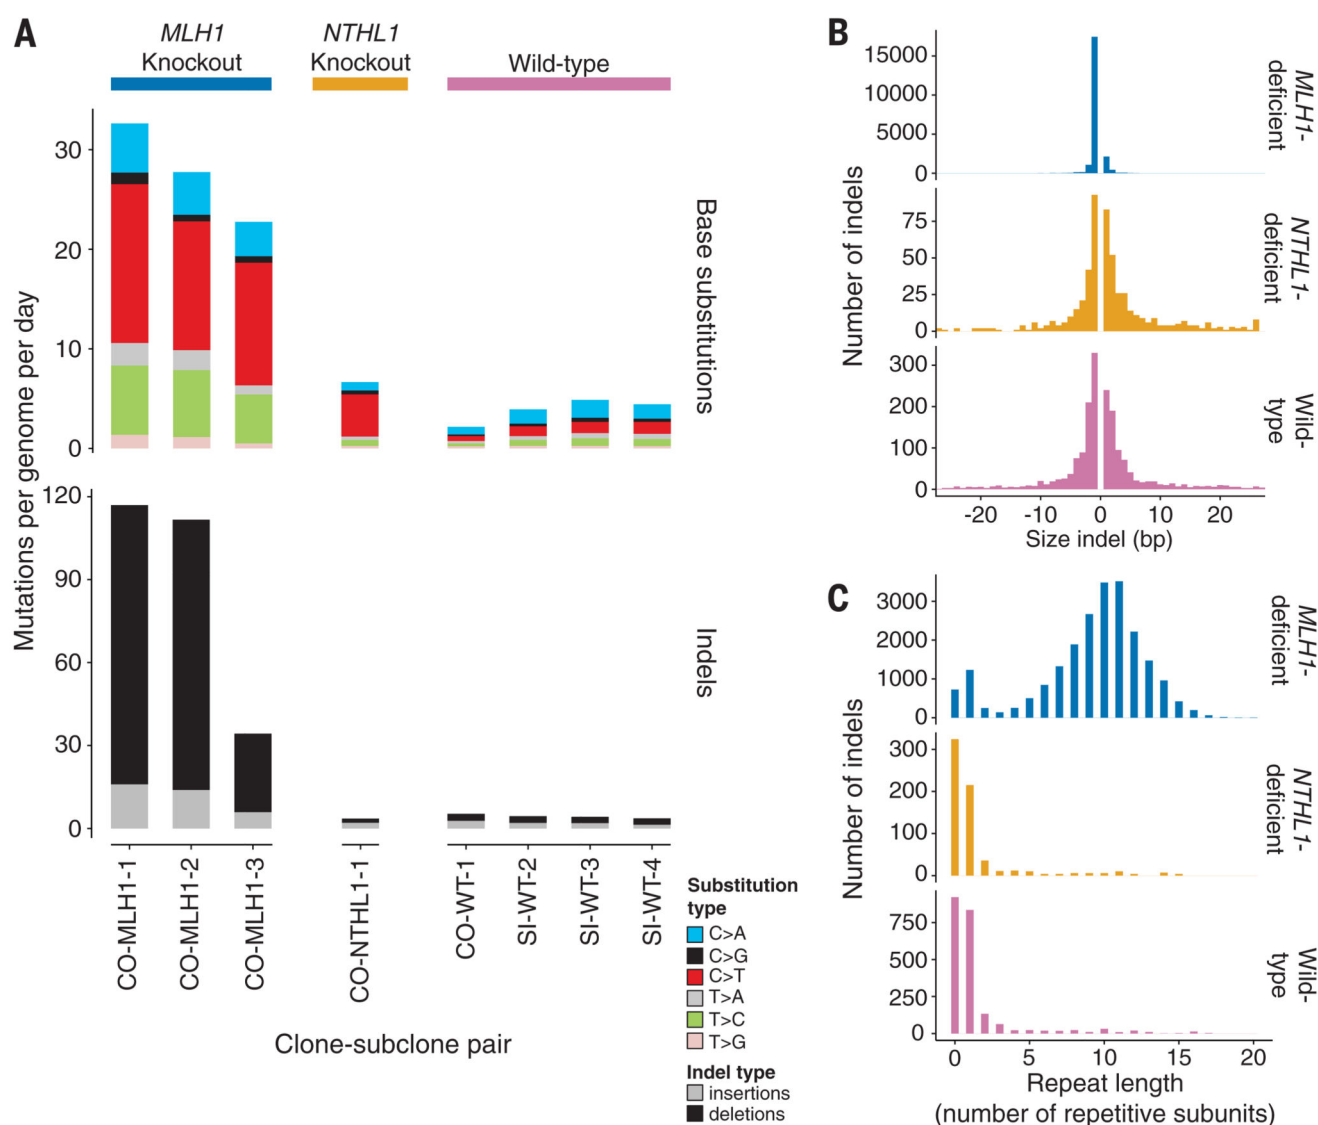 A
MLH1
Knockout
NTHL1
Knockout
Wild-type
Mutations per genome per day
30
20
10
0
Base substitutions
120
90
60
30
0
Indels
CO-MLH1-1
CO-MLH1-2
CO-MLH1-3
CO-NTHL1-1
CO-WT-1
SI-WT-2
SI-WT-3
SI-WT-4
Clone-subclone pair
Substitution
type
C>A
C>G
C>T
T>A
T>C
T>G
Indel type
insertions
deletions
B
Number of indels
15000
10000
5000
0
MLH1-
deficient
75
50
25
0
NTHL1-
deficient
300
200
100
0
Wild-
type
-20
-10
0
10
20
Size indel (bp)
C
Number of indels
3000
2000
1000
0
MLH1-
deficient
300
200
100
0
NTHL1-
deficient
750
500
250
0
Wild-
type
0
5
10
15
20
Repeat length
(number of repetitive subunits)